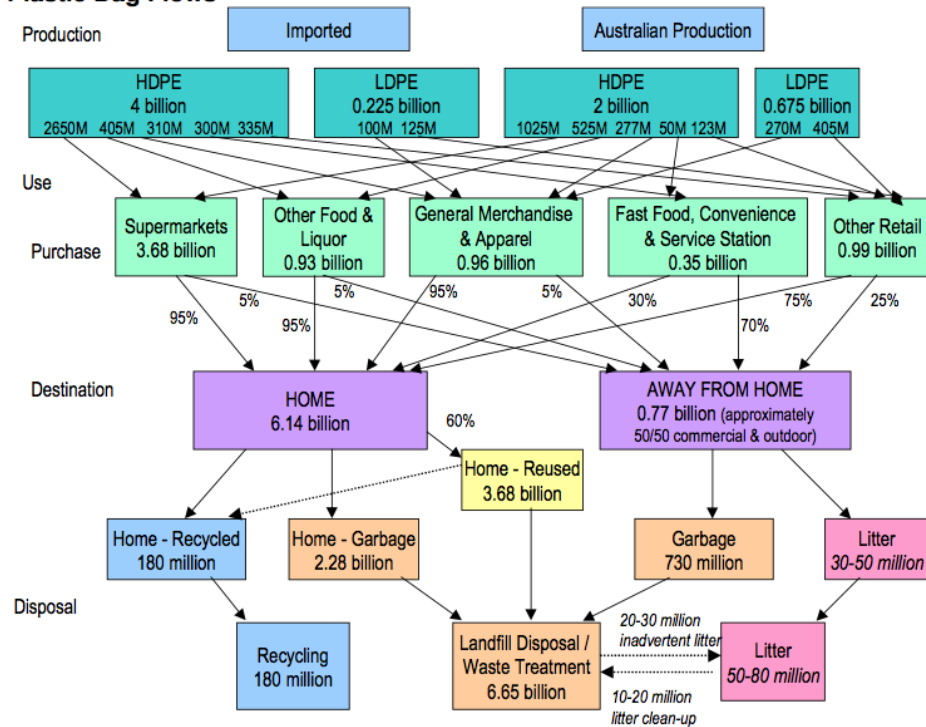 Plastic Bag Flows
Production
Imported
Australian Production
HDPE
4 billion
2650M 405M 310M 300M 335M
LDPE
0.225 billion
100M 125M
HDPE
2 billion
1025M 525M 277M 50M 123M
LDPE
0.675 billion
270M 405M
Use
Purchase
Supermarkets
3.68 billion
Other Food &
Liquor
0.93 billion
General Merchandise
& Apparel
0.96 billion
Fast Food, Convenience
& Service Station
0.35 billion
Other Retail
0.99 billion
95%
5%
95%
5%
95%
5%
30%
70%
75%
25%
Destination
HOME
6.14 billion
AWAY FROM HOME
0.77 billion (approximately
50/50 commercial & outdoor)
60%
Home - Reused
3.68 billion
Home - Recycled
180 million
Home - Garbage
2.28 billion
Garbage
730 million
Litter
30-50 million
Disposal
Recycling
180 million
Landfill Disposal /
Waste Treatment
6.65 billion
20-30 million
inadvertent litter
10-20 million
litter clean-up
Litter
50-80 million